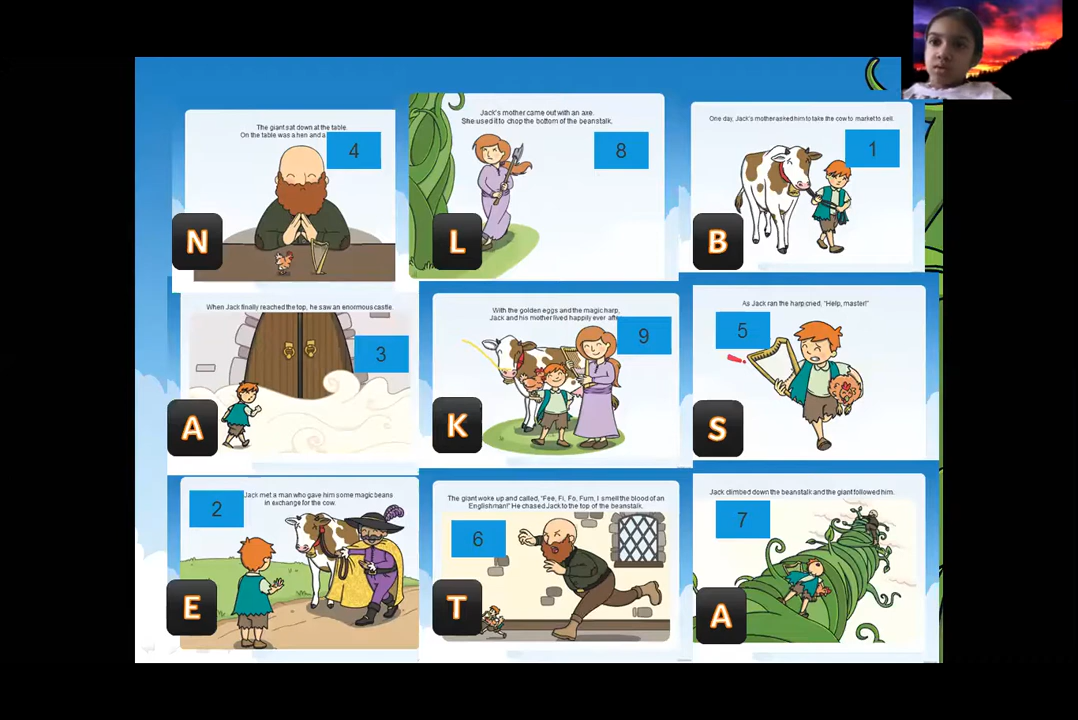 The giant sat down at the table.
On the table was a hen and a
4
N
Jack's mother came out with an axe.
She used it to chop the bottom of the beanstalk.
8
L
One day, Jack's mother asked him to take the cow to market to sell.
1
B
When Jack finally reached the top, he saw an enormous castle.
3
A
With the golden eggs and the magic harp,
Jack and his mother lived happily ever after
9
K
As Jack ran the harp cried, "Help, master!"
5
S
Jack met a man who gave him some magic beans
in exchange for the cow.
2
E
The giant woke up and called, "Fee, Fi, Fo, Fum, I smell the blood of an
Englishman!" He chased Jack to the top of the beanstalk.
6
T
Jack climbed down the beanstalk and the giant followed him.
7
A